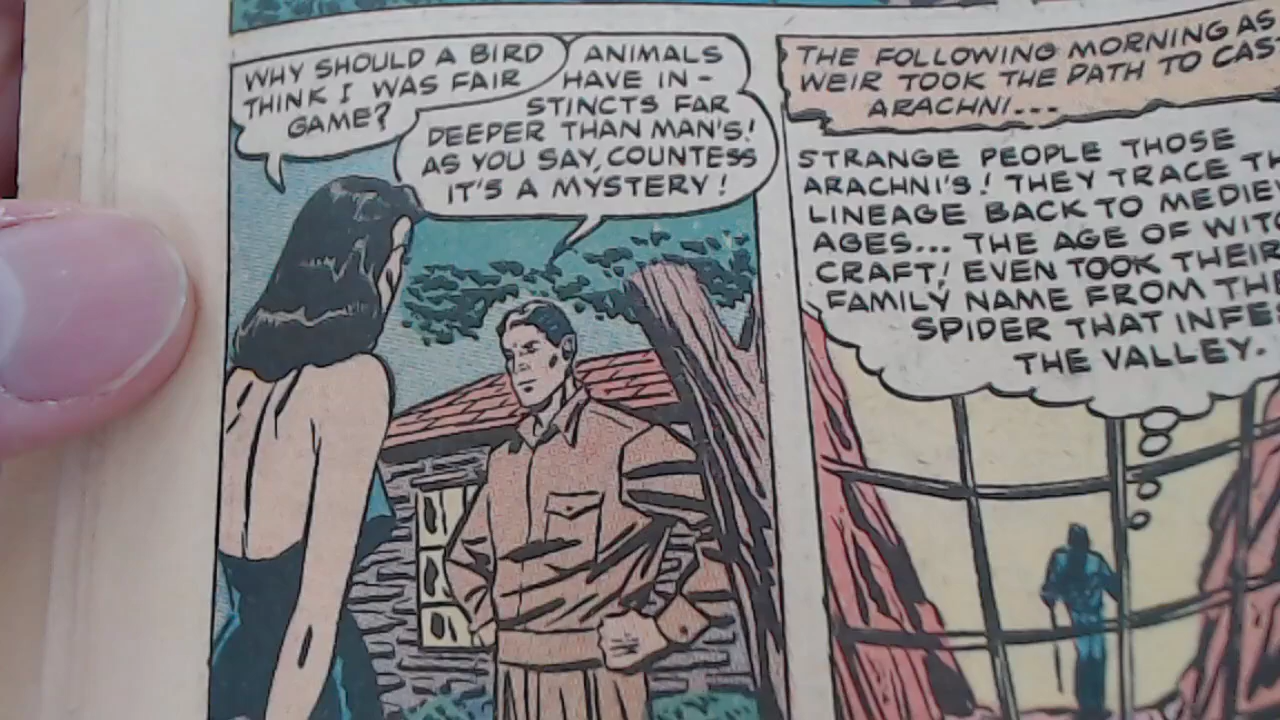 WHY SHOULD A BIRD
THINK I WAS FAIR
GAME?
ANIMALS
HAVE IN-
STINCTS FAR
DEEPER THAN MAN'S!
AS YOU SAY, COUNTESS
IT'S A MYSTERY!
THE FOLLOWING MORNING AS
WEIR TOOK THE PATH TO
ARACHNI...
STRANGE PEOPLE THOSE
ARACHNI'S! THEY TRACE
LINEAGE BACK TO
AGES... THE AGE OF
CRAFT! EVEN TOOK THEIR
FAMILY NAME FROM
SPIDER THAT
THE VALLEY.